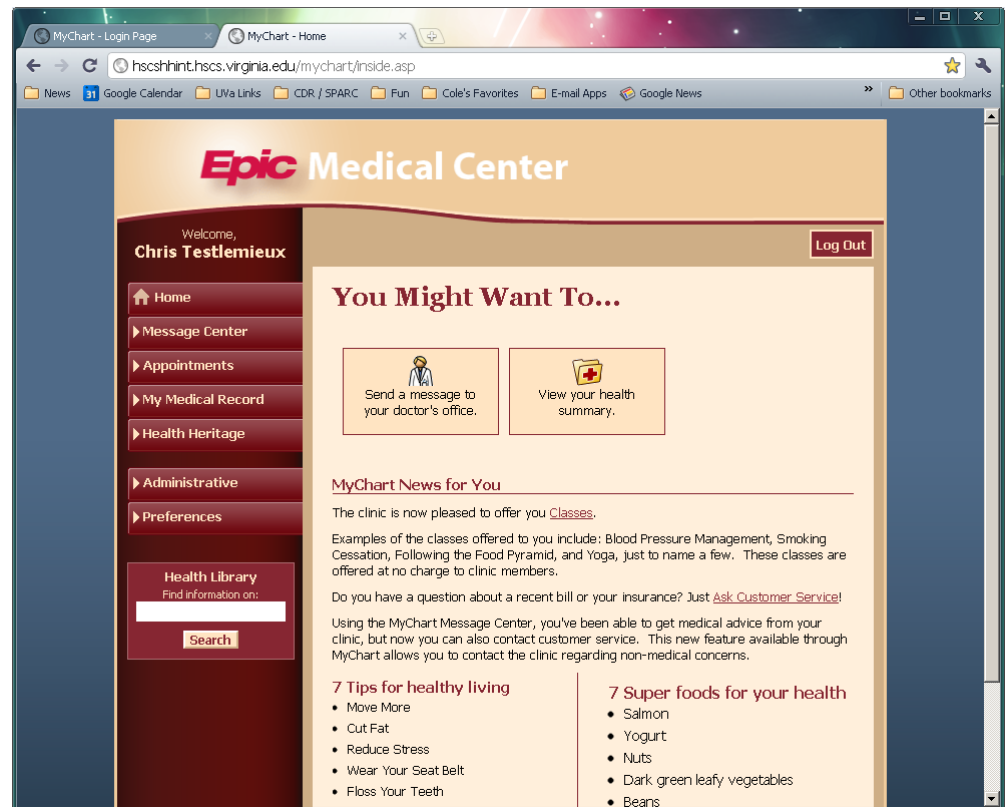 MyChart - Login Page
MyChart - Home
hscshhint.hscs.virginia.edu/mychart/inside.asp
News
31 Google Calendar
UVa Links
CDR / SPARC
Fun
Cole's Favorites
E-mail Apps
Google News
»
Other bookmarks
Epic Medical Center
Welcome,
Chris Testlemieux
Log Out
Home
Message Center
Appointments
My Medical Record
Health Heritage
Administrative
Preferences
Health Library
Find information on:
Search
You Might Want To...
Send a message to
your doctor's office.
View your health
summary.
MyChart News for You
The clinic is now pleased to offer you Classes.
Examples of the classes offered to you include: Blood Pressure Management, Smoking
Cessation, Following the Food Pyramid, and Yoga, just to name a few. These classes are
offered at no charge to clinic members.
Do you have a question about a recent bill or your insurance? Just Ask Customer Service!
Using the MyChart Message Center, you've been able to get medical advice from your
clinic, but now you can also contact customer service. This new feature available through
MyChart allows you to contact the clinic regarding non-medical concerns.
7 Tips for healthy living
• Move More
• Cut Fat
• Reduce Stress
• Wear Your Seat Belt
• Floss Your Teeth
7 Super foods for your health
• Salmon
• Yogurt
• Nuts
• Dark green leafy vegetables
• Beans